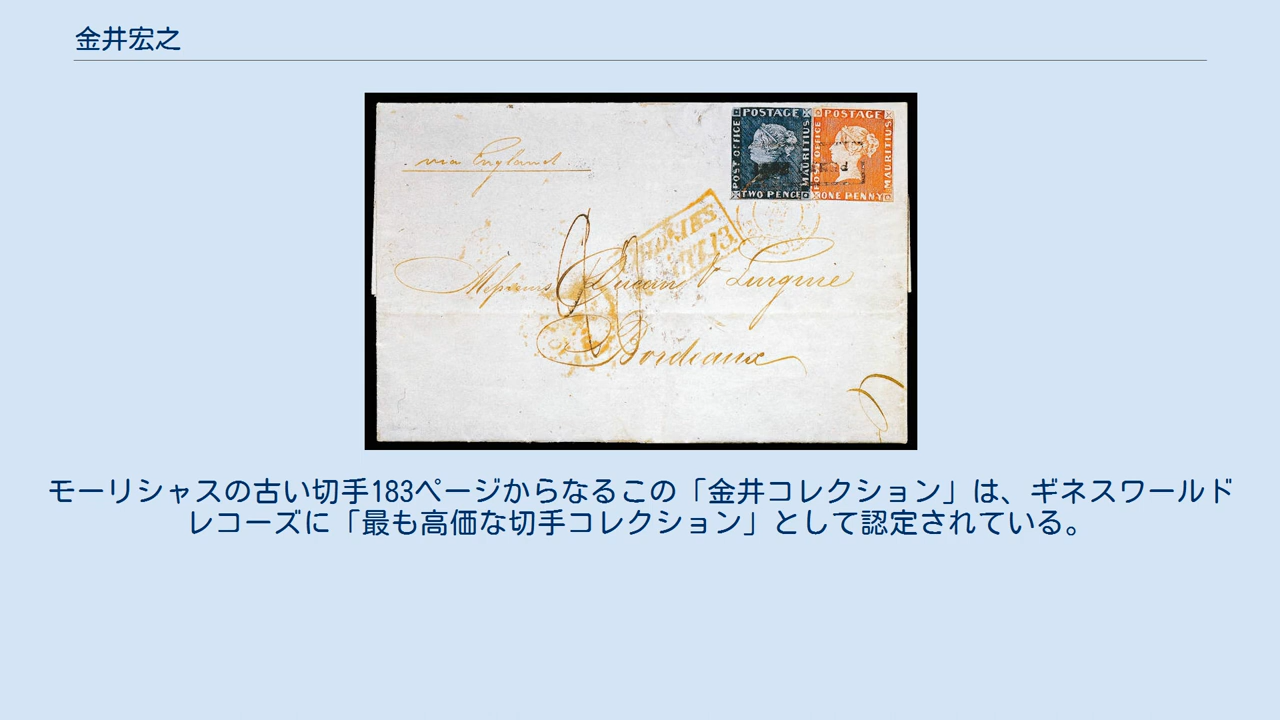 金井宏之
POSTAGE POSTAGE
POST OFFICE MAURITIUS POST OFFICE MAURITIUS
TWO PENCE ONE PENNY
via England
Bordeaux
モーリシャスの古い切手183ページからなるこの「金井コレクション」は、ギネスワールド
レコーズに「最も高価な切手コレクション」として認定されている。